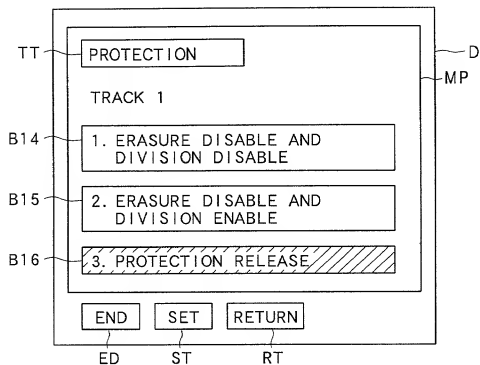 TT
PROTECTION
D
MP
TRACK 1
B14
1. ERASURE DISABLE AND
DIVISION DISABLE
B15
2. ERASURE DISABLE AND
DIVISION ENABLE
B16
3. PROTECTION RELEASE
END
SET
RETURN
ED
ST
RT